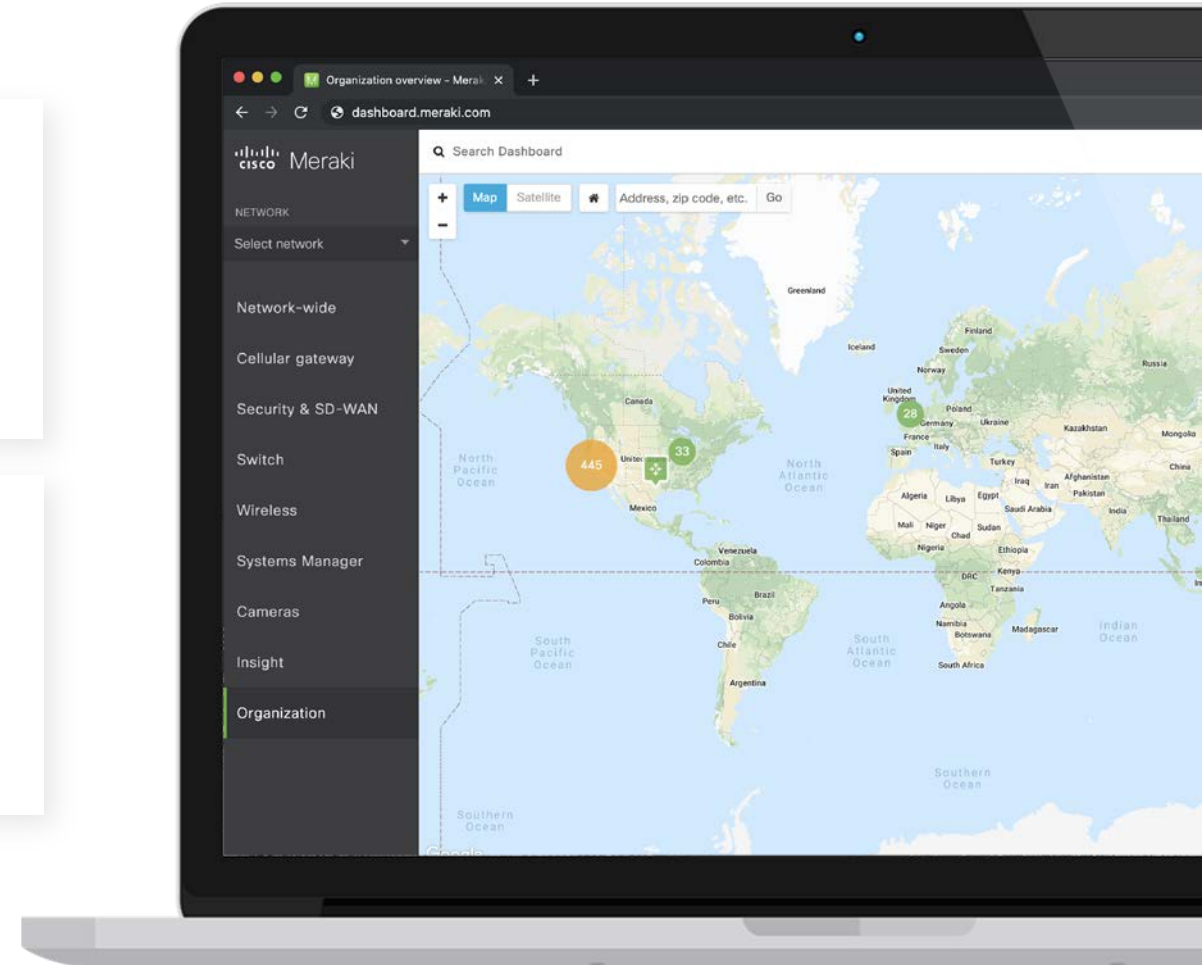 Organization overview - Merak
dashboard.meraki.com
cisco Meraki
Search Dashboard
NETWORK
Select network
Network-wide
Cellular gateway
Security & SD-WAN
Switch
Wireless
Systems Manager
Cameras
Insight
Organization
Map
Satellite
Address, zip code, etc.
Go
Greenland
Iceland
Finland
Sweden
Norway
Russia
United
Kingdom
28
Poland
Germany
Ukraine
Kazakhstan
Mongolia
France
Italy
Spain
Turkey
China
Canada
445
33
North
Pacific
Ocean
North
Atlantic
Ocean
Mexico
Iraq
Iran
Afghanistan
Pakistan
Algeria
Libya
Egypt
Saudi Arabia
India
Thailand
Mali
Niger
Chad
Sudan
Nigeria
Ethiopia
Venezuela
Colombia
DRC
Kenya
Tanzania
Peru
Brazil
Bolivia
Angola
Namibia
Botswana
Madagascar
Indian
Ocean
Chile
South
Pacific
Ocean
South
Atlantic
Ocean
South Africa
Argentina
Southern
Ocean
Southern
Ocean
Google